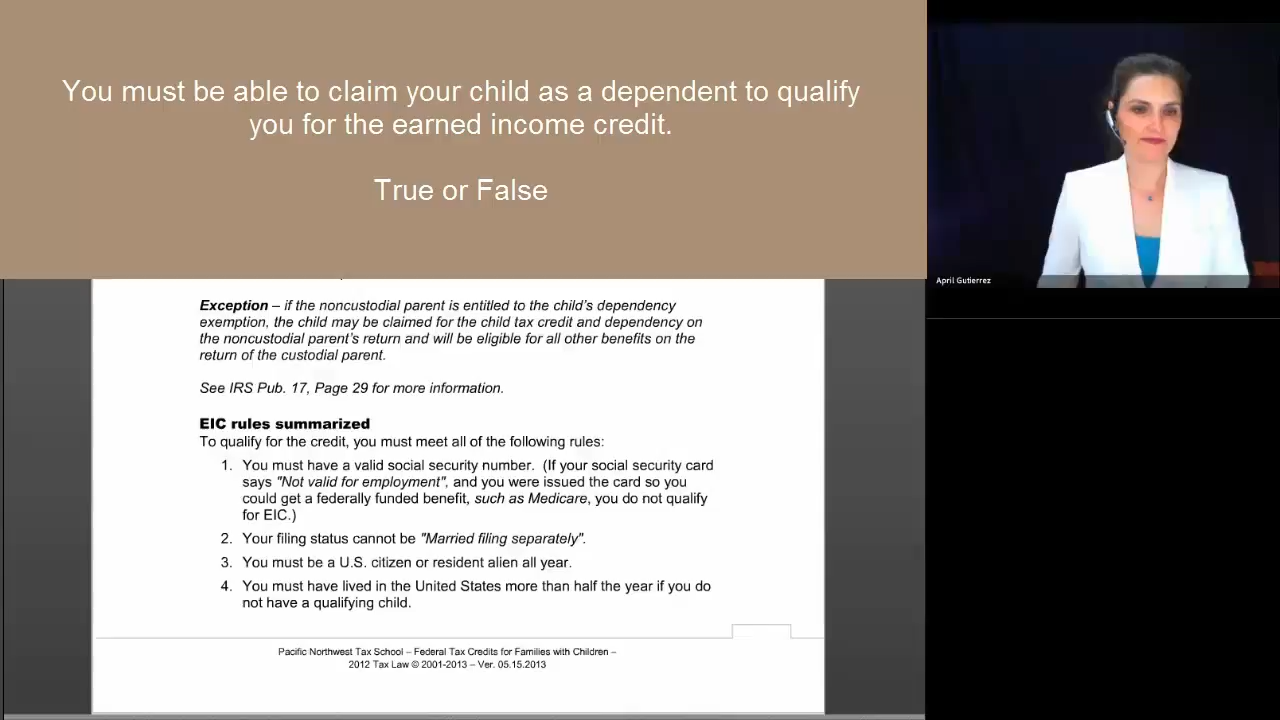 You must be able to claim your child as a dependent to qualify
you for the earned income credit.
True or False
April Gutierrez
Exception – if the noncustodial parent is entitled to the child's dependency
exemption, the child may be claimed for the child tax credit and dependency on
the noncustodial parent's return and will be eligible for all other benefits on the
return of the custodial parent.
See IRS Pub. 17, Page 29 for more information.
EIC rules summarized
To qualify for the credit, you must meet all of the following rules:
1. You must have a valid social security number. (If your social security card
says "Not valid for employment", and you were issued the card so you
could get a federally funded benefit, such as Medicare, you do not qualify
for EIC.)
2. Your filing status cannot be "Married filing separately".
3. You must be a U.S. citizen or resident alien all year.
4. You must have lived in the United States more than half the year if you do
not have a qualifying child.
Pacific Northwest Tax School – Federal Tax Credits for Families with Children –
2012 Tax Law © 2001-2013 – Ver. 05.15.2013